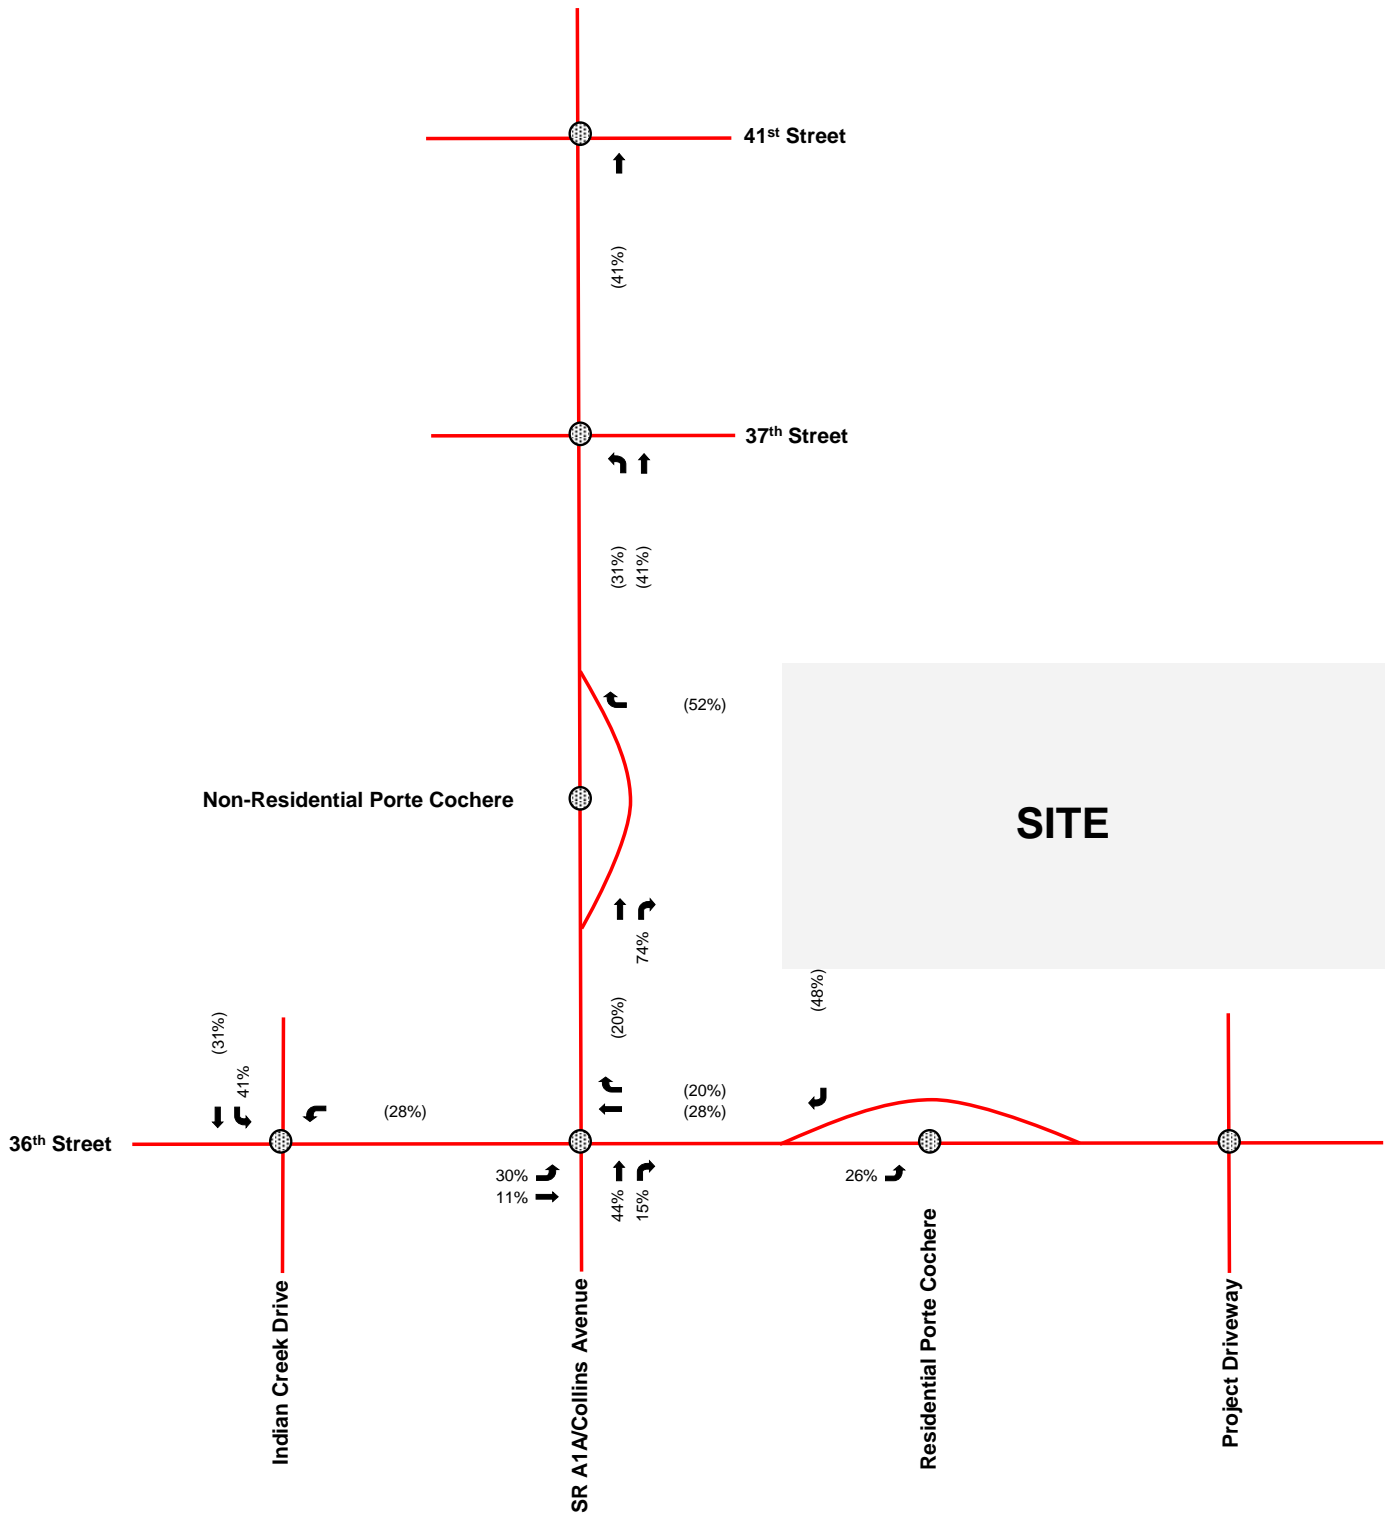 41st Street
(41%)
37th Street
(31%)
(41%)
(52%)
Non-Residential Porte Cochere
SITE
74%
(48%)
(20%)
(31%)
41%
(20%)
(28%)
(28%)
36th Street
30%
11%
44%
15%
26%
Indian Creek Drive
SR A1A/Collins Avenue
Residential Porte Cochere
Project Driveway